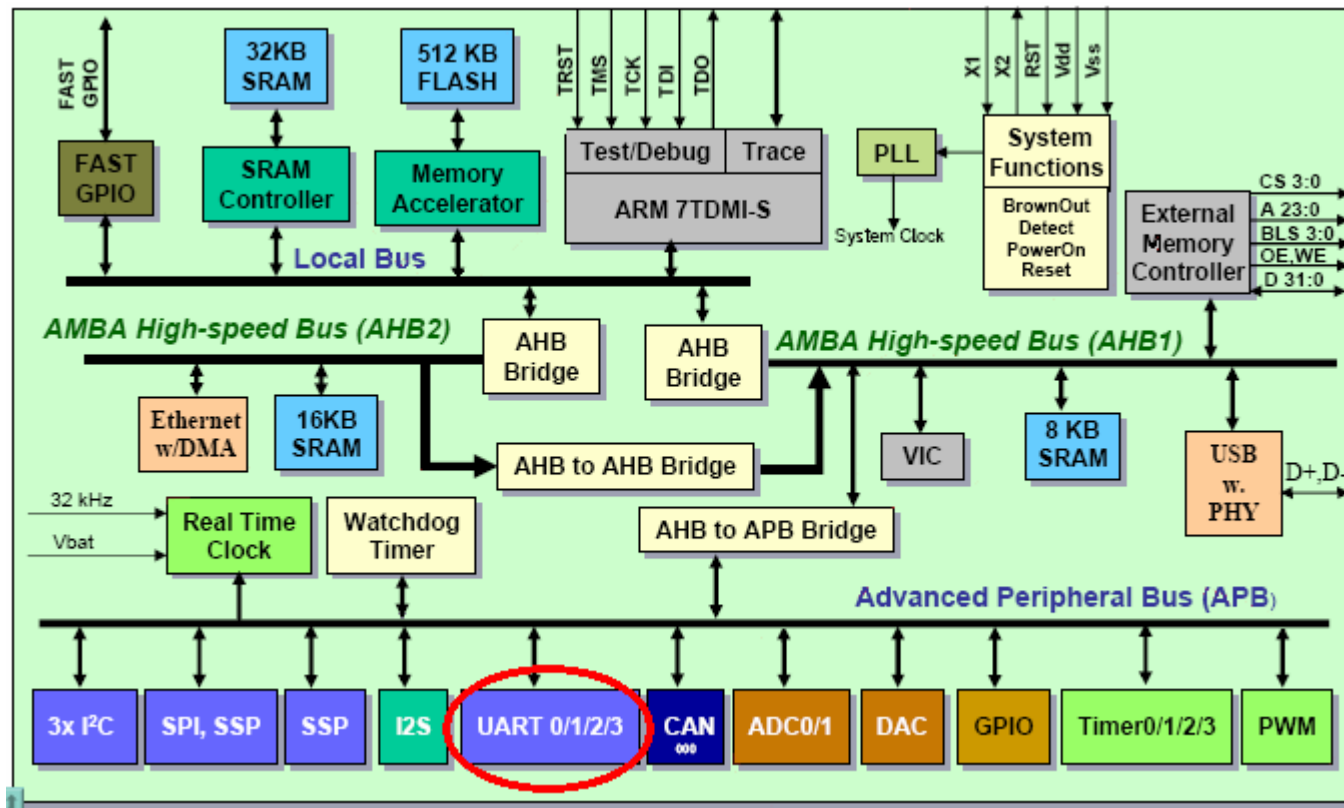 FAST
GPIO
32KB
SRAM
512 KB
FLASH
TRST
TMS
TCK
TDI
TDO
X1
X2
RST
Vdd
Vss
FAST
GPIO
SRAM
Controller
Memory
Accelerator
Test/Debug
Trace
ARM 7TDMI-S
PLL
System Clock
System
Functions
BrownOut
Detect
PowerOn
Reset
External
Memory
Controller
CS 3:0
A 23:0
BLS 3:0
OE,WE
D 31:0
Local Bus
AMBA High-speed Bus (AHB2)
AHB
Bridge
AHB
Bridge
AMBA High-speed Bus (AHB1)
Ethernet
w/DMA
16KB
SRAM
AHB to AHB Bridge
VIC
8 KB
SRAM
USB
w.
PHY
D+,D-
32 kHz
Vbat
Real Time
Clock
Watchdog
Timer
AHB to APB Bridge
Advanced Peripheral Bus (APB)
3x I²C
SPI, SSP
SSP
I2S
UART 0/1/2/3
CAN
000
ADC0/1
DAC
GPIO
Timer0/1/2/3
PWM